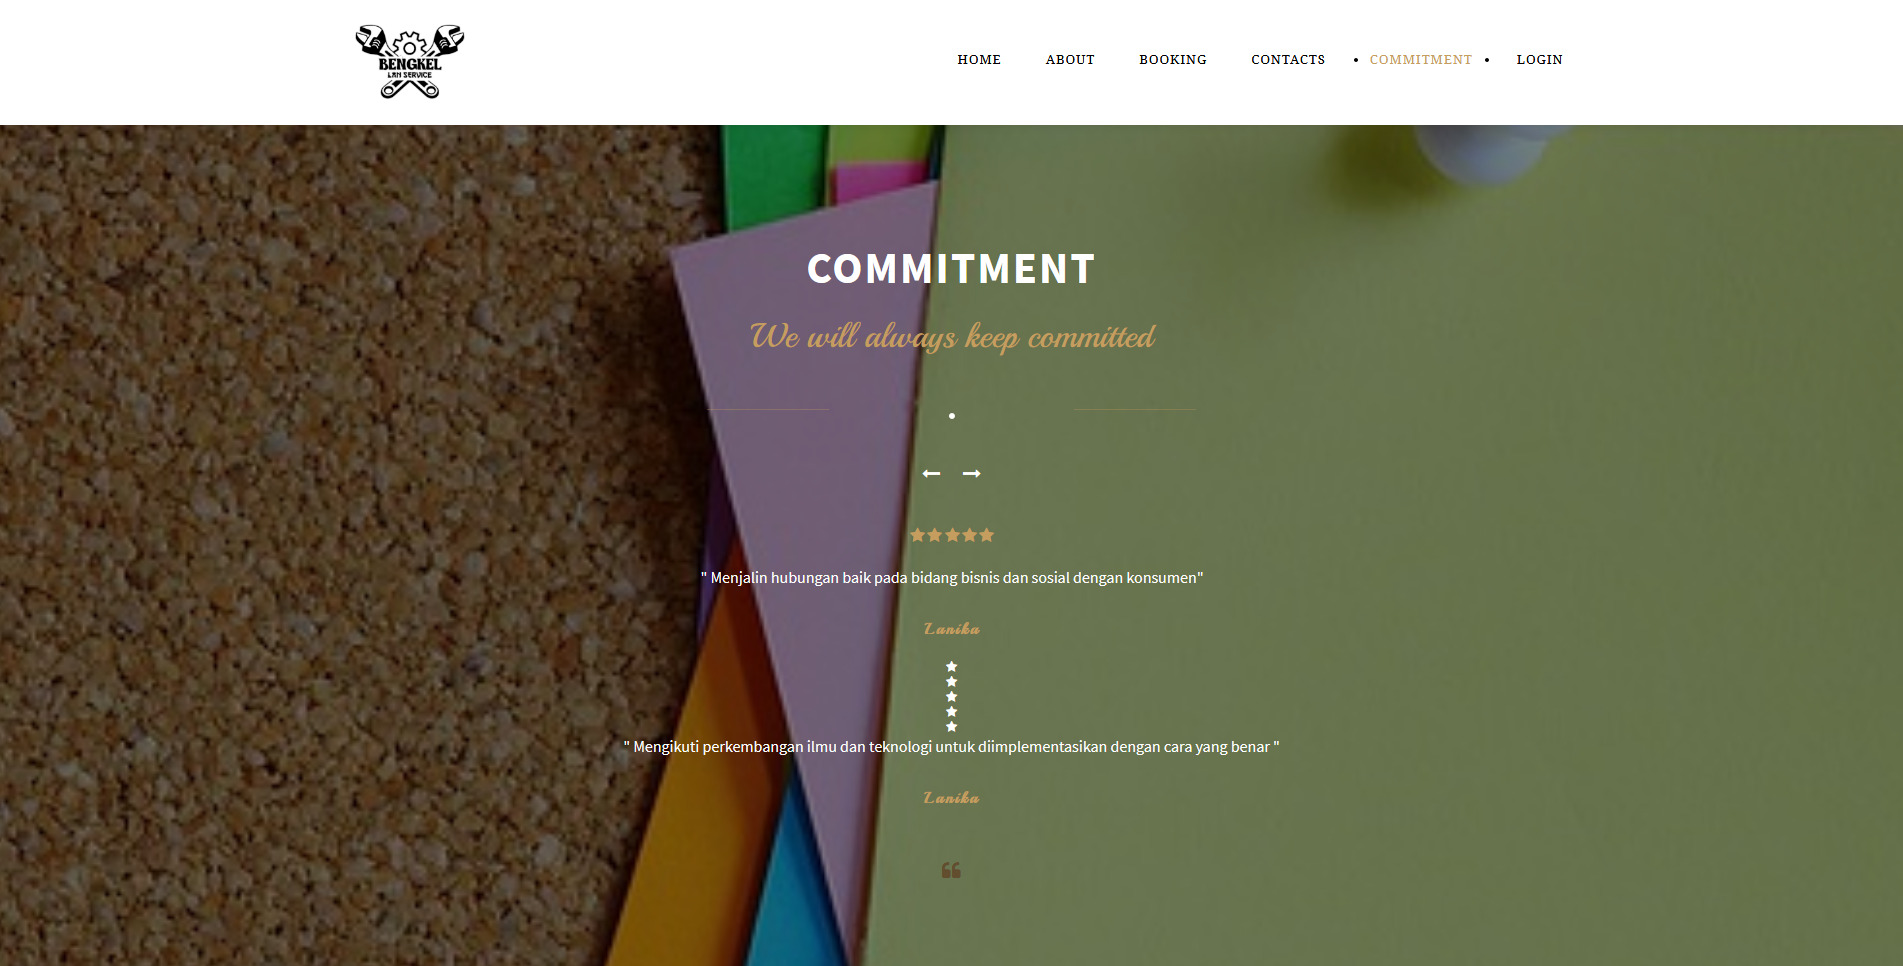 BENGKEL
LAN SERVICE
HOME
ABOUT
BOOKING
CONTACTS
COMMITMENT
LOGIN
COMMITMENT
We will always keep committed
" Menjalin hubungan baik pada bidang bisnis dan sosial dengan konsumen"
Lanika
" Mengikuti perkembangan ilmu dan teknologi untuk diimplementasikan dengan cara yang benar "
Lanika